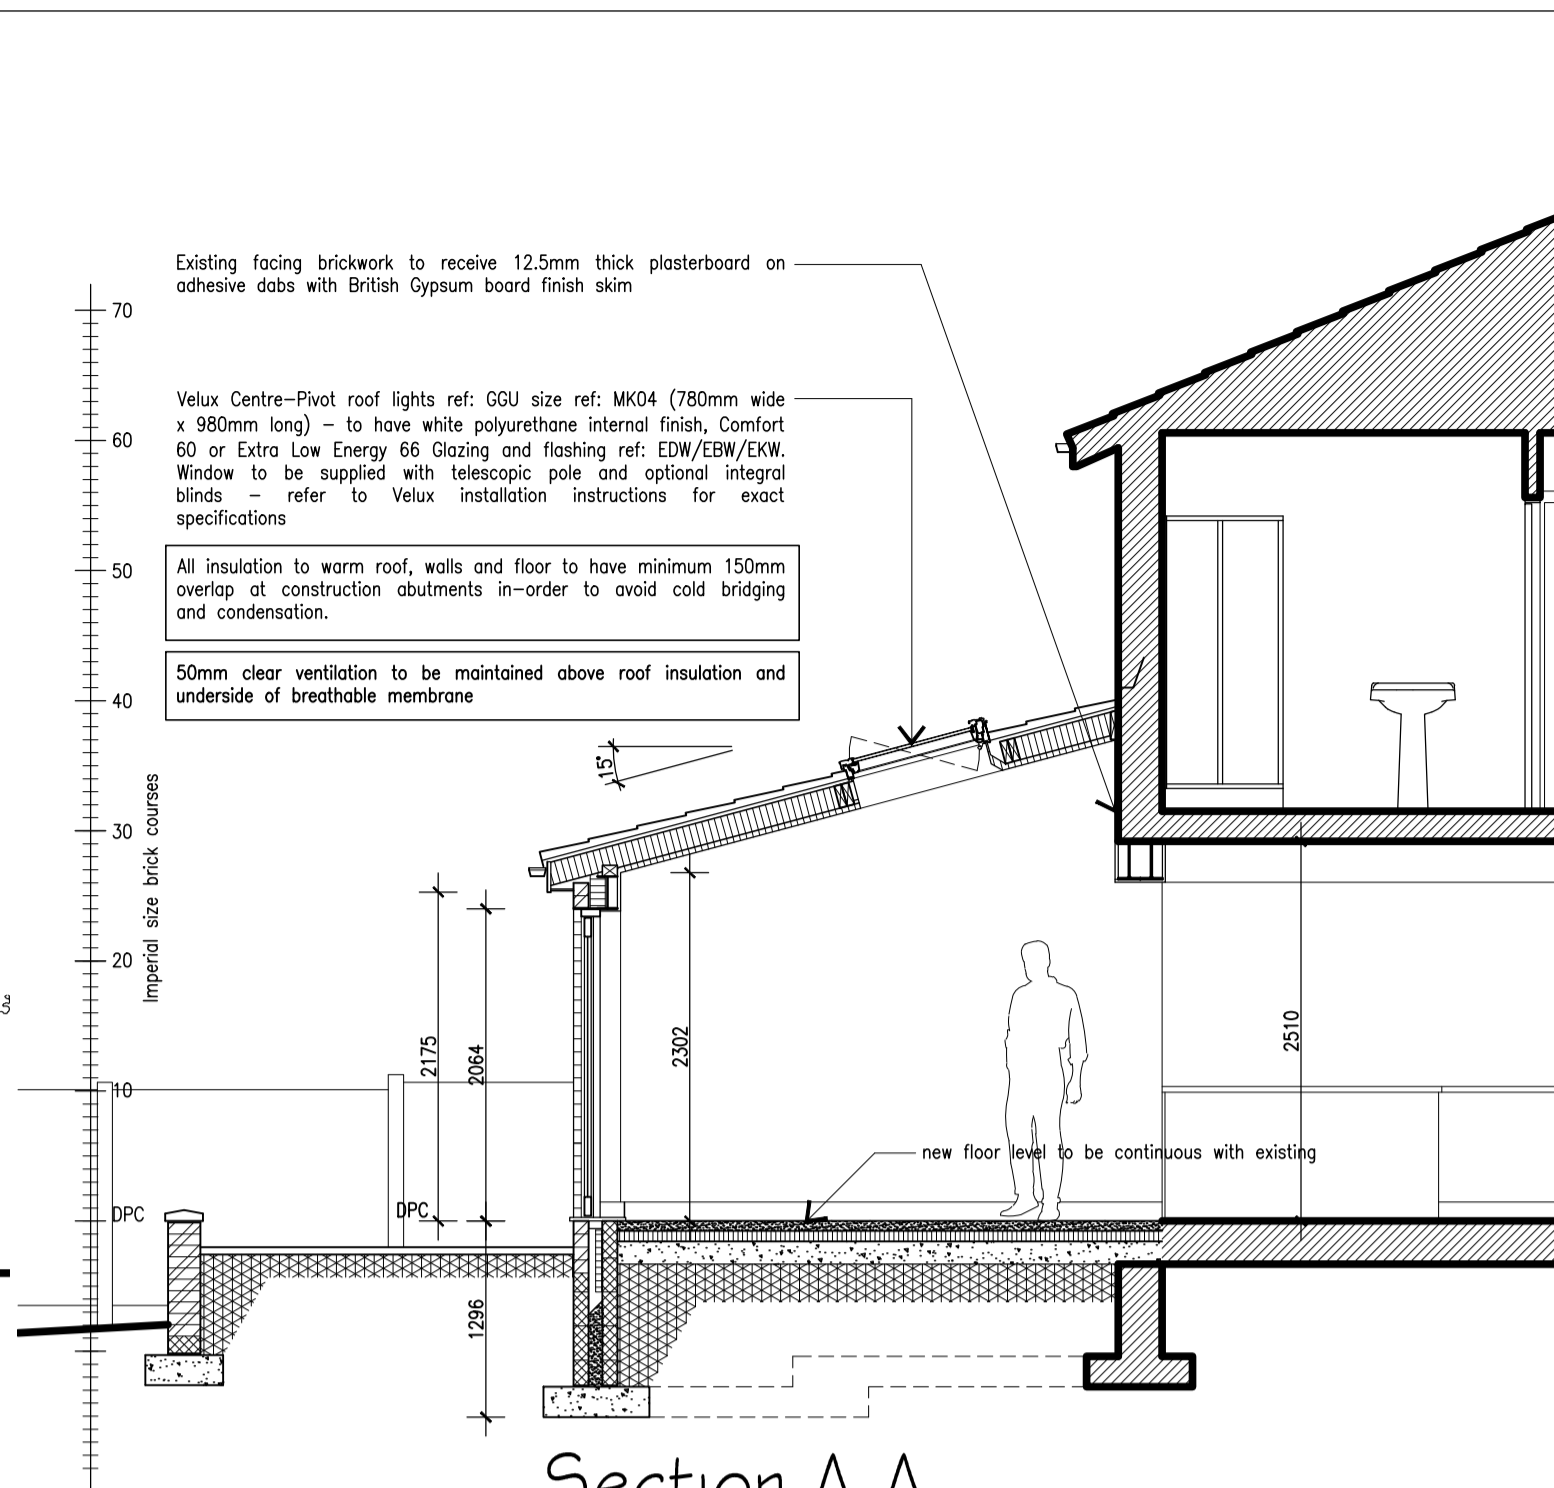 Existing facing brickwork to receive 12.5mm thick plasterboard on
adhesive dabs with British Gypsum board finish skim
70
Velux Centre-Pivot roof lights ref: GGU size ref: MK04 (780mm wide
x 980mm long) – to have white polyurethane internal finish, Comfort
60 or Extra Low Energy 66 Glazing and flashing ref: EDW/EBW/EKW.
Window to be supplied with telescopic pole and optional integral
blinds – refer to Velux installation instructions for exact
specifications
60
All insulation to warm roof, walls and floor to have minimum 150mm
overlap at construction abutments in-order to avoid cold bridging
and condensation.
50
50mm clear ventilation to be maintained above roof insulation and
underside of breathable membrane
40
15°
30
Imperial size brick courses
20
2175
2064
2302
2510
10
new floor level to be continuous with existing
DPC
DPC
1296
Section A-A